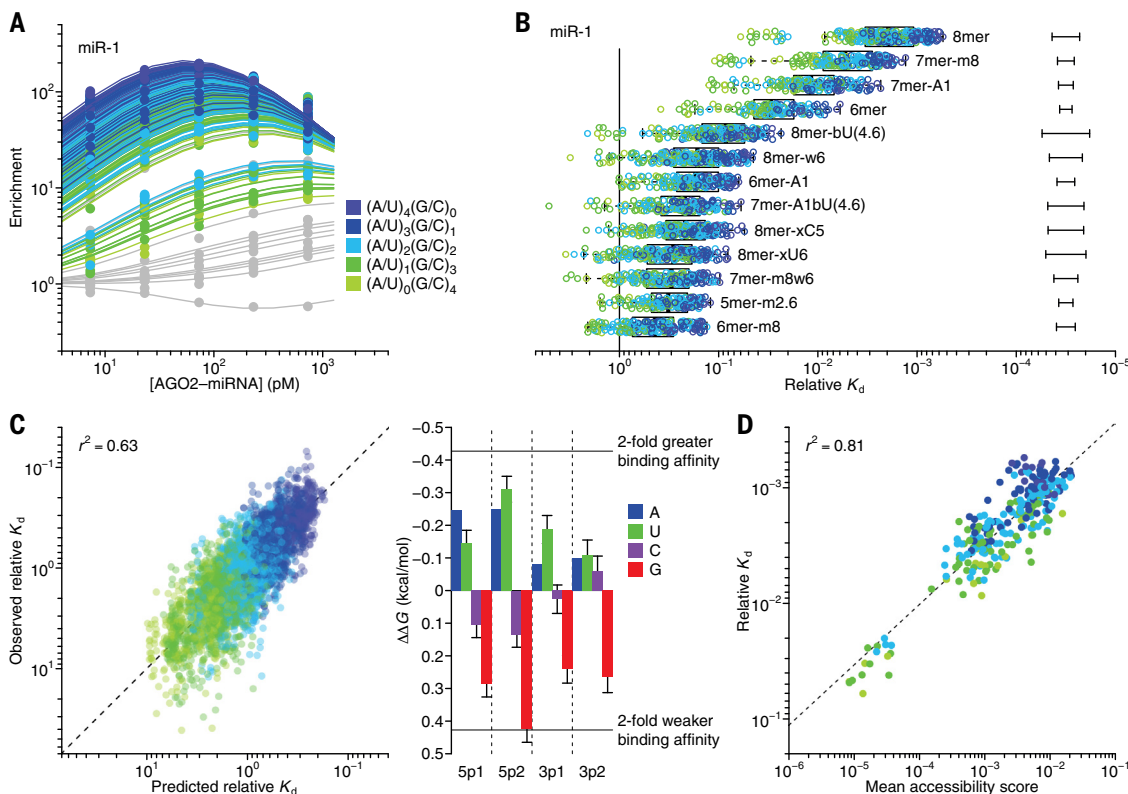 A
miR-1
Enrichment
10²
10¹
10⁰
(A/U)₄(G/C)₀
(A/U)₃(G/C)₁
(A/U)₂(G/C)₂
(A/U)₁(G/C)₃
(A/U)₀(G/C)₄
10¹ 10² 10³
[AGO2–miRNA] (pM)
B
miR-1
8mer
7mer-m8
7mer-A1
6mer
8mer-bU(4.6)
8mer-w6
6mer-A1
7mer-A1bU(4.6)
8mer-xC5
8mer-xU6
7mer-m8w6
5mer-m2.6
6mer-m8
10⁰ 10⁻¹ 10⁻² 10⁻³ 10⁻⁴ 10⁻⁵
Relative Kd
C
r² = 0.63
Observed relative Kd
10⁻¹
10⁰
10¹
10¹ 10⁰ 10⁻¹
Predicted relative Kd
ΔΔG (kcal/mol)
−0.5
−0.4
−0.3
−0.2
−0.1
0
0.1
0.2
0.3
0.4
0.5
2-fold greater
binding affinity
A
U
C
G
2-fold weaker
binding affinity
5p1 5p2 3p1 3p2
D
r² = 0.81
Relative Kd
10⁻³
10⁻²
10⁻¹
10⁻⁶ 10⁻⁵ 10⁻⁴ 10⁻³ 10⁻² 10⁻¹
Mean accessibility score